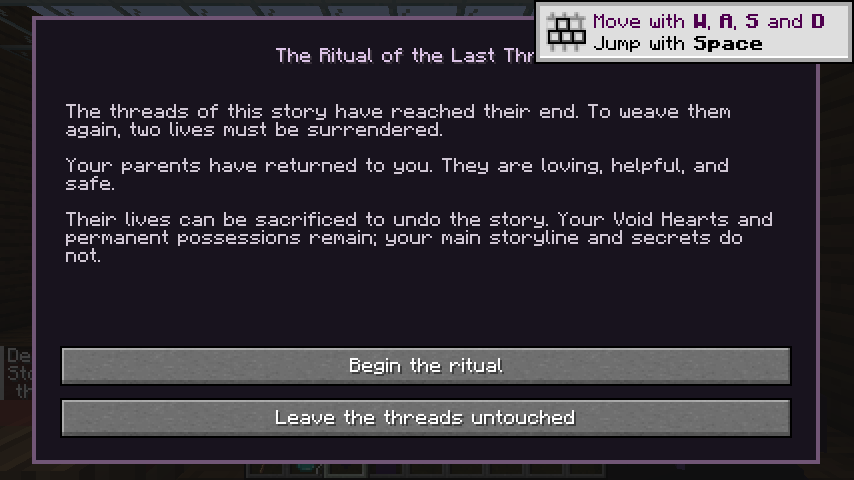 Move with W, A, S and D
Jump with Space
The Ritual of the Last Thr
The threads of this story have reached their end. To weave them
again, two lives must be surrendered.
Your parents have returned to you. They are loving, helpful, and
safe.
Their lives can be sacrificed to undo the story. Your Void Hearts and
permanent possessions remain; your main storyline and secrets do
not.
Begin the ritual
Leave the threads untouched